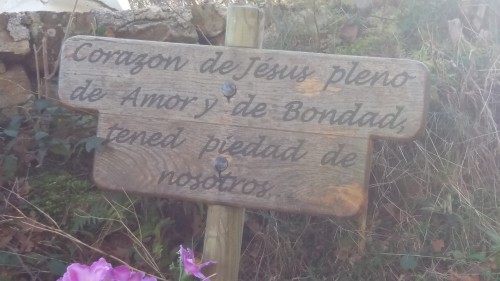 Corazon de Jésus pleno
de Amor y de Bondad,
tened piedad de
nosotros...